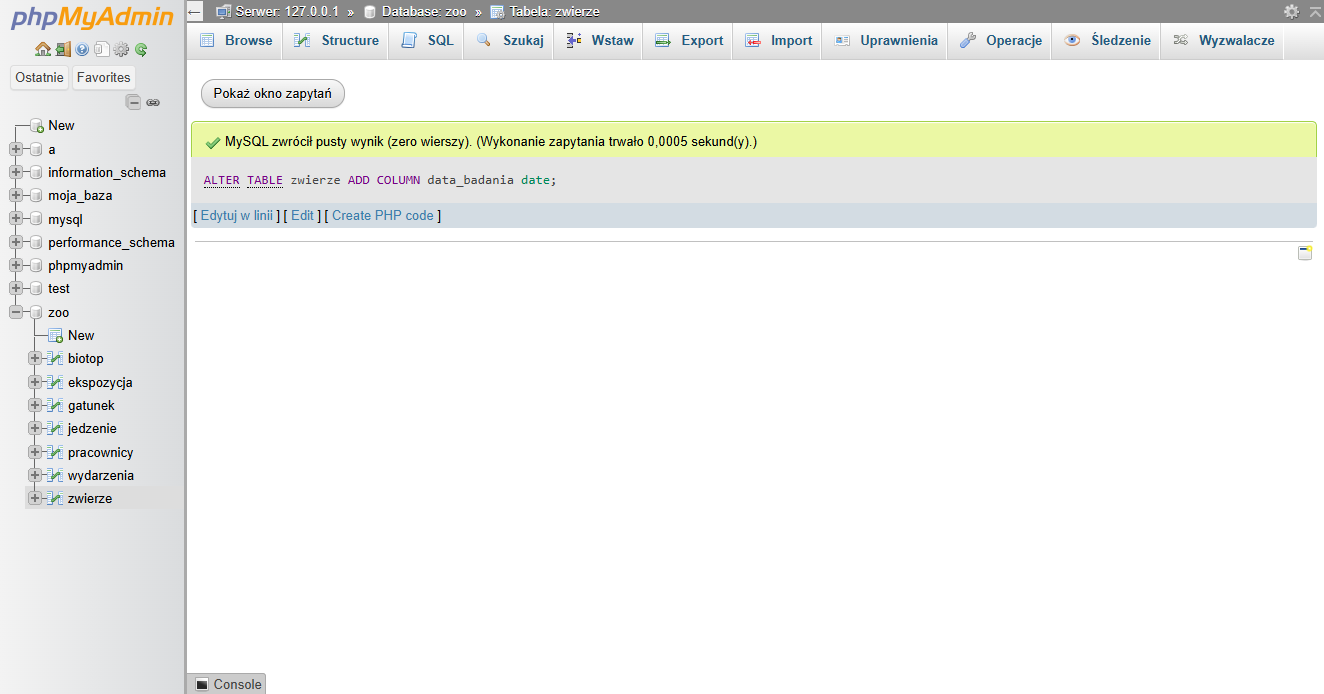 phpMyAdmin
Ostatnie Favorites
New
a
information_schema
moja_baza
mysql
performance_schema
phpmyadmin
test
zoo
New
biotop
ekspozycja
gatunek
jedzenie
pracownicy
wydarzenia
zwierze
Serwer: 127.0.0.1 » Database: zoo » Tabela: zwierze
Browse Structure SQL Szukaj Wstaw Export Import Uprawnienia Operacje Śledzenie Wyzwalacze
Pokaż okno zapytań
MySQL zwrócił pusty wynik (zero wierszy). (Wykonanie zapytania trwało 0,0005 sekund(y).)
ALTER TABLE zwierze ADD COLUMN data_badania date;
[ Edytuj w linii ] [ Edit ] [ Create PHP code ]
Console